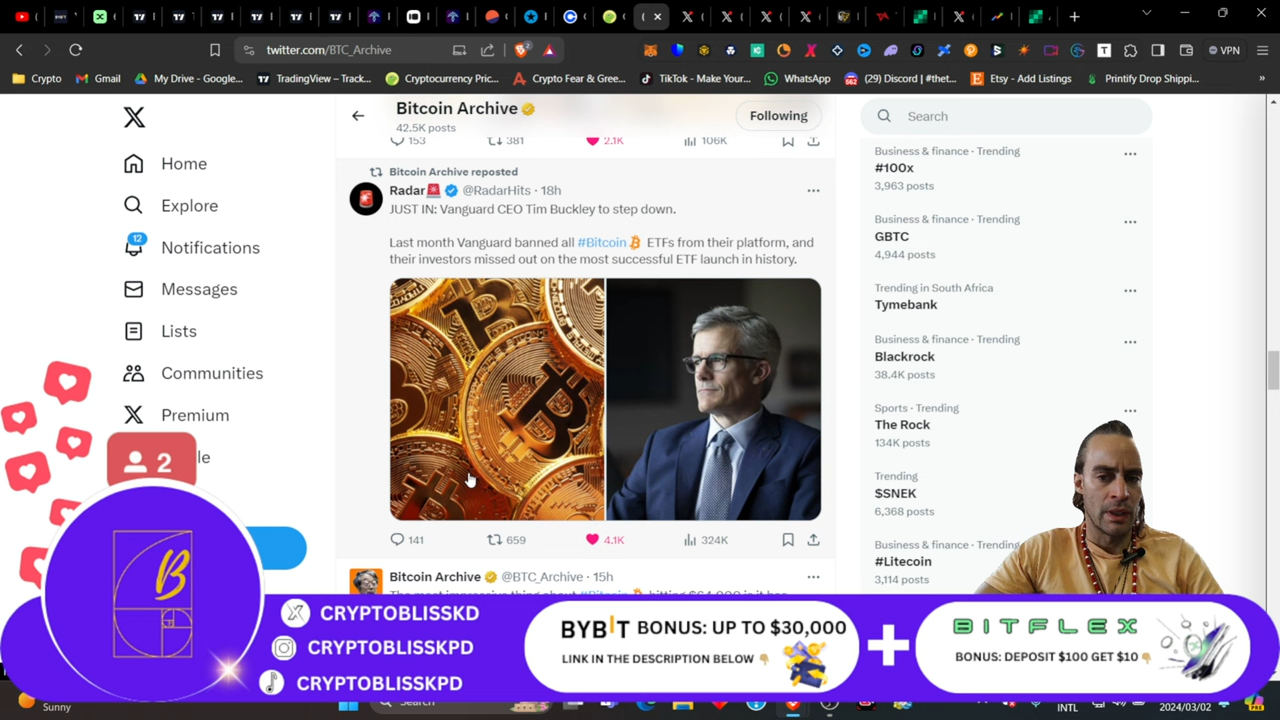 twitter.com/BTC_Archive
VPN
Crypto
Gmail
My Drive - Google...
TradingView – Track...
Cryptocurrency Pric...
Crypto Fear & Gree...
TikTok - Make Your...
WhatsApp
(29) Discord | #thet...
Etsy - Add Listings
Printify Drop Shippi...
Home
Explore
12
Notifications
Messages
Lists
Communities
Premium
le
2
Bitcoin Archive
42.5K posts
Following
153 381 2.1K 106K
Bitcoin Archive reposted
Radar @RadarHits · 18h
JUST IN: Vanguard CEO Tim Buckley to step down.
Last month Vanguard banned all #Bitcoin ETFs from their platform, and
their investors missed out on the most successful ETF launch in history.
141 659 4.1K 324K
Bitcoin Archive @BTC_Archive · 15h
Search
Business & finance · Trending
#100x
3,963 posts
Business & finance · Trending
GBTC
4,944 posts
Trending in South Africa
Tymebank
Business & finance · Trending
Blackrock
38.4K posts
Sports · Trending
The Rock
134K posts
Trending
$SNEK
6,368 posts
Business & finance · Trending
#Litecoin
3,114 posts
B
CRYPTOBLISSKD
CRYPTOBLISSKPD
CRYPTOBLISSKPD
BYBIT BONUS: UP TO $30,000
LINK IN THE DESCRIPTION BELOW
BITFLEX
BONUS: DEPOSIT $100 GET $10
Sunny
Search
INTL
2024/03/02